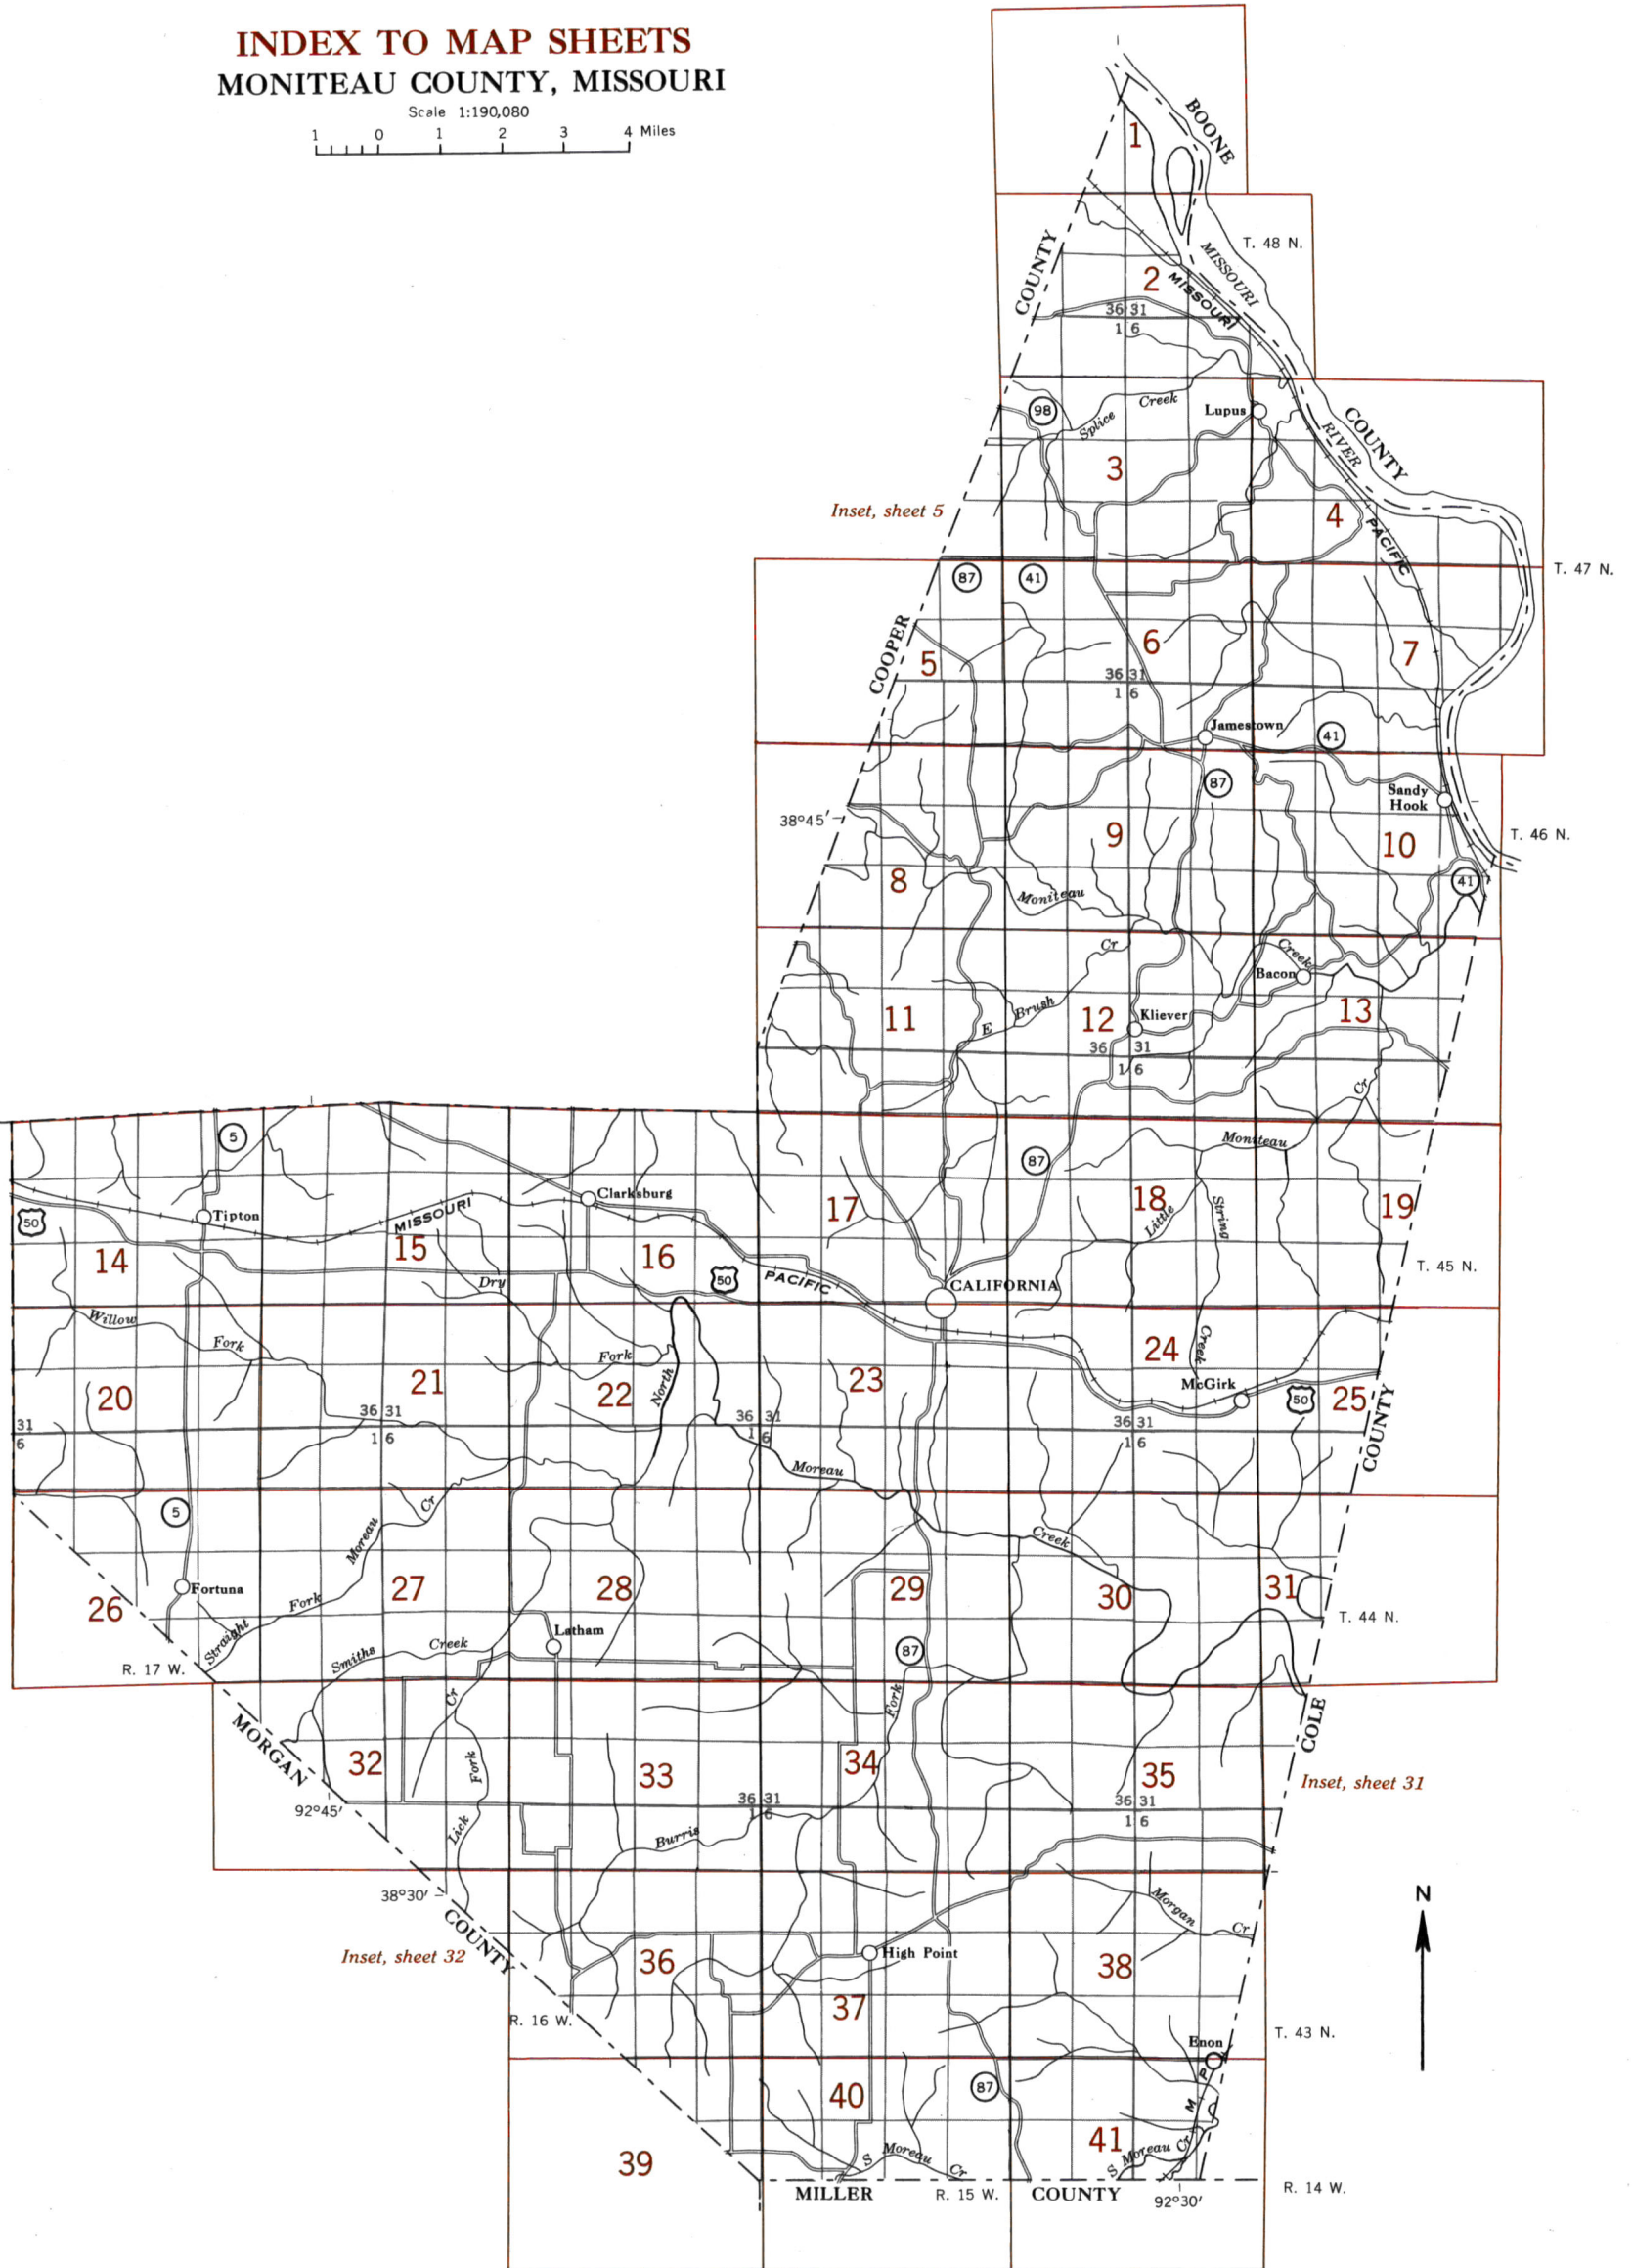 INDEX TO MAP SHEETS
MONITEAU COUNTY, MISSOURI
Scale 1:190,080
1 0 1 2 3 4 Miles
BOONE
1
T. 48 N.
COUNTY
MISSOURI
2
MISSOURI
36 31
1 6
98
Splice
Creek
Lupus
RIVER
COUNTY
3
Inset, sheet 5
4
PACIFIC
T. 47 N.
87
41
COOPER
5
6
7
36 31
1 6
Jamestown
41
87
Sandy
Hook
38°45'
9
10
T. 46 N.
8
41
Moniteau
Cr
Creek
Bacon
11
E
Brush
12
Kliever
13
36 31
1 6
Cr
5
Moniteau
87
Clarksburg
17
18
Little
String
19
50
Tipton
MISSOURI
14
15
16
Dry
50
PACIFIC
CALIFORNIA
T. 45 N.
Willow
Fork
Fork
North
24
Creek
20
21
22
23
McGirk
50
25
31
6
36 31
1 6
36 31
1 6
36 31
1 6
COUNTY
Moreau
5
Cr
Moreau
Creek
Fortuna
26
27
28
29
30
31
Straight
Fork
T. 44 N.
Latham
Smiths
Creek
87
R. 17 W.
Cr
Fork
MORGAN
COLE
32
Fork
33
34
35
Inset, sheet 31
92°45'
36 31
1 6
36 31
1 6
Lick
Burris
38°30'
N
COUNTY
Morgan
Cr
Inset, sheet 32
36
High Point
38
37
R. 16 W.
T. 43 N.
Enon
40
87
M P
39
S Moreau Cr
41
S Moreau Cr
MILLER
R. 15 W.
COUNTY
92°30'
R. 14 W.